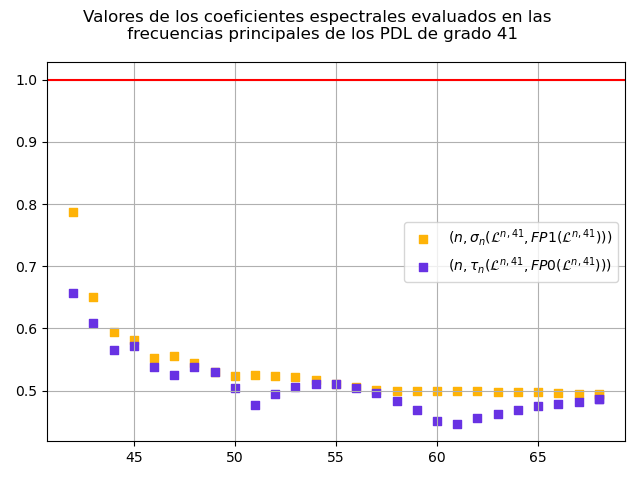 Valores de los coeficientes espectrales evaluados en las
frecuencias principales de los PDL de grado 41
1.0
0.9
0.8
0.7
0.6
0.5
(n, σₙ(ℒⁿ,⁴¹, FP1(ℒⁿ,⁴¹)))
(n, τₙ(ℒⁿ,⁴¹, FP0(ℒⁿ,⁴¹)))
45 50 55 60 65